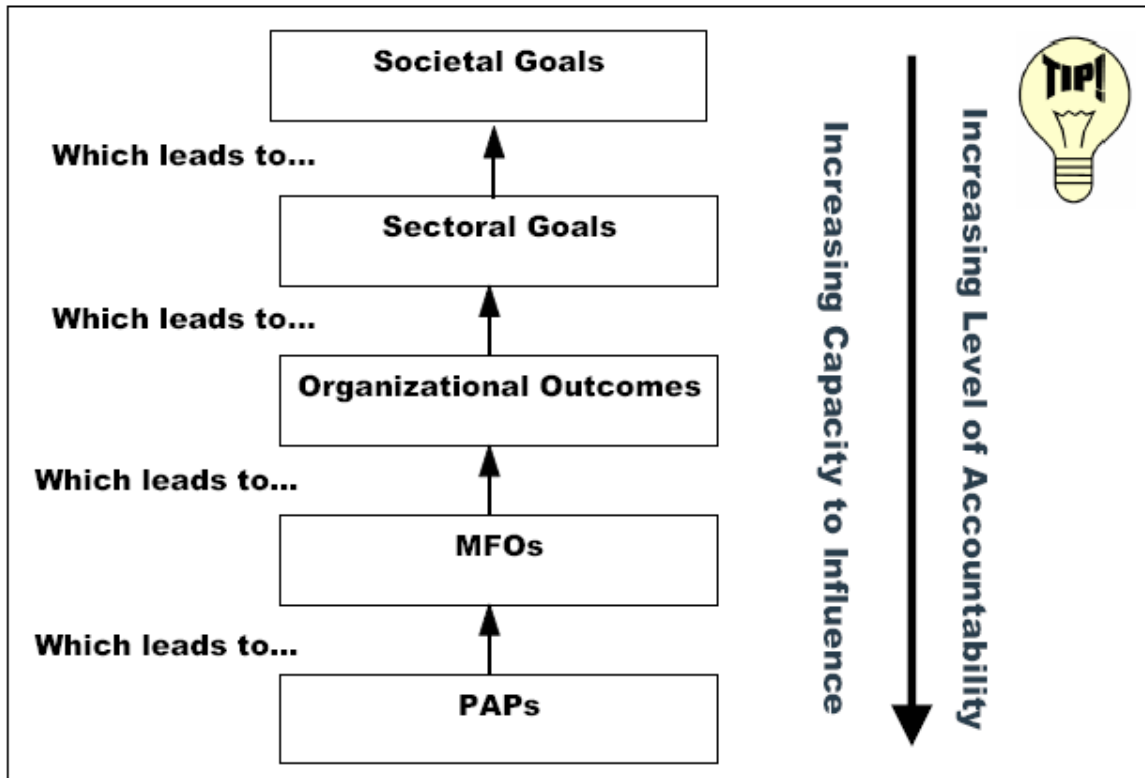 Societal Goals
Which leads to...
Sectoral Goals
Which leads to...
Organizational Outcomes
Which leads to...
MFOs
Which leads to...
PAPs
Increasing Capacity to Influence
Increasing Level of Accountability
TIP!